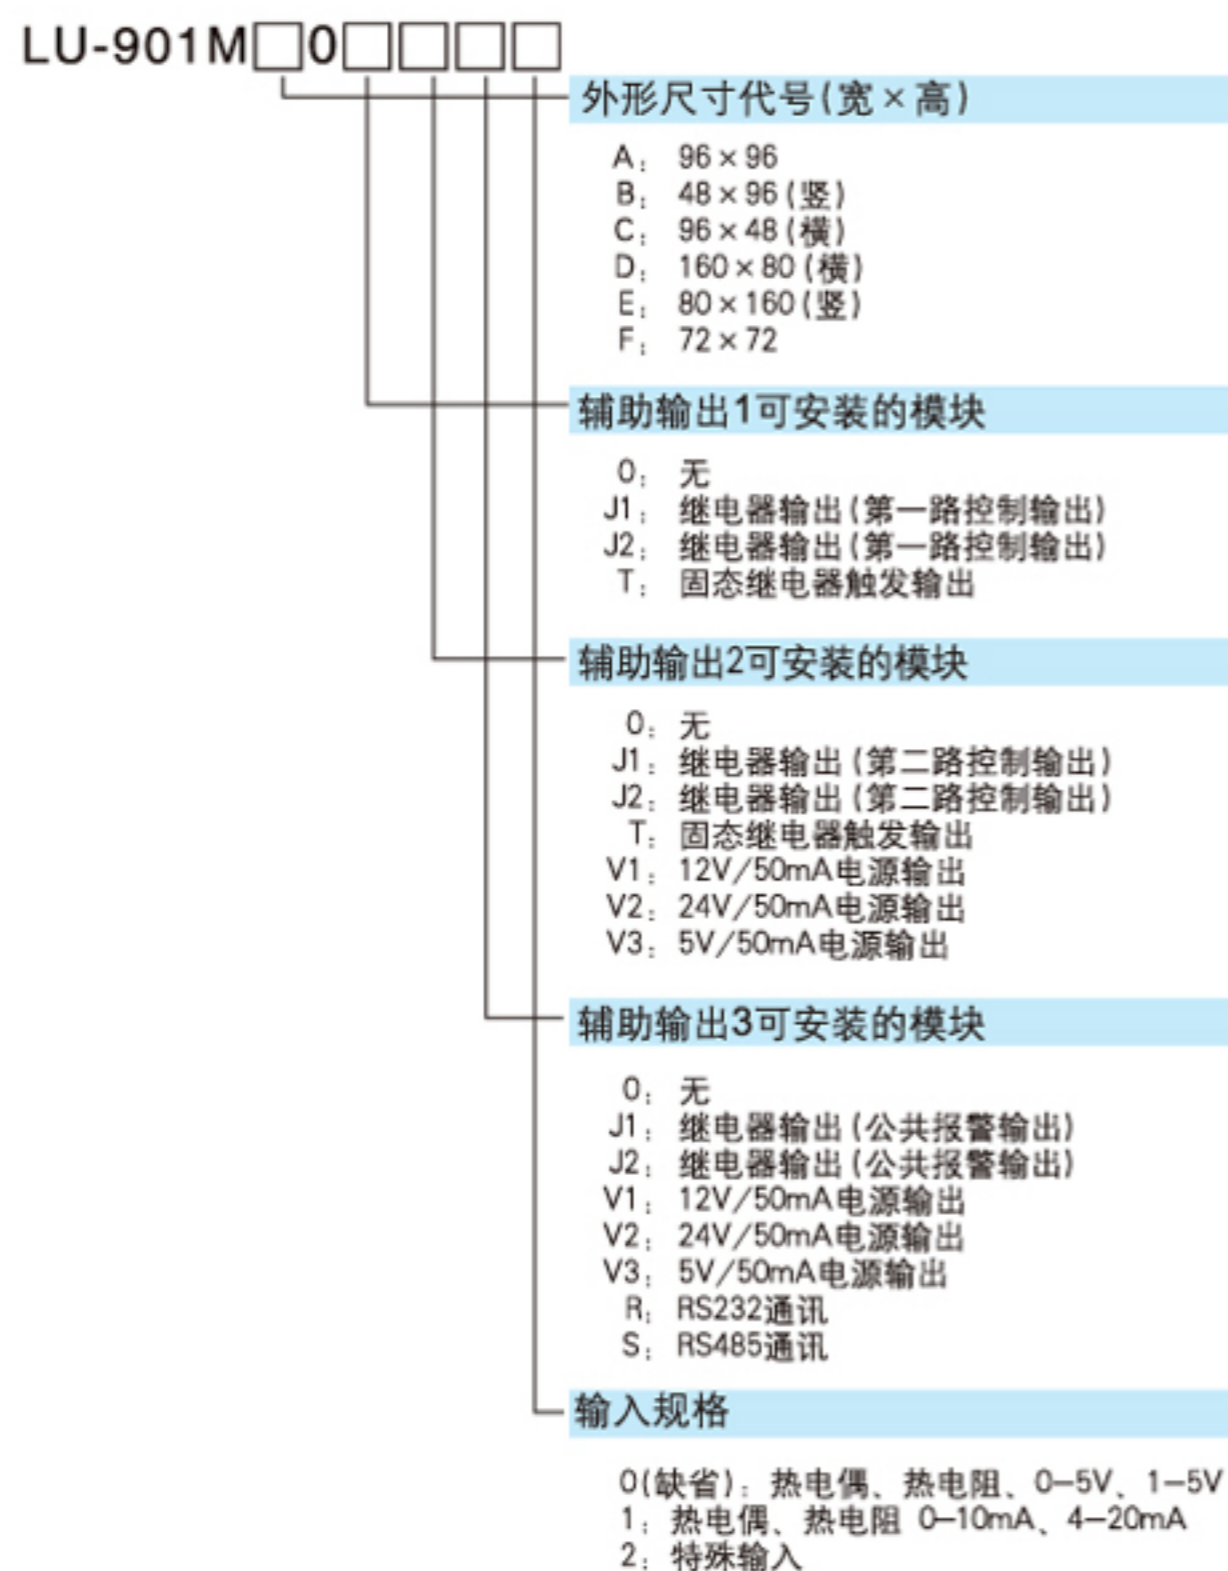 LU-901M□0□□□□
外形尺寸代号(宽×高)
A: 96×96
B: 48×96(竖)
C: 96×48(横)
D: 160×80(横)
E: 80×160(竖)
F: 72×72
辅助输出1可安装的模块
0: 无
J1: 继电器输出(第一路控制输出)
J2: 继电器输出(第一路控制输出)
T: 固态继电器触发输出
辅助输出2可安装的模块
0: 无
J1: 继电器输出(第二路控制输出)
J2: 继电器输出(第二路控制输出)
T: 固态继电器触发输出
V1: 12V/50mA电源输出
V2: 24V/50mA电源输出
V3: 5V/50mA电源输出
辅助输出3可安装的模块
0: 无
J1: 继电器输出(公共报警输出)
J2: 继电器输出(公共报警输出)
V1: 12V/50mA电源输出
V2: 24V/50mA电源输出
V3: 5V/50mA电源输出
R: RS232通讯
S: RS485通讯
输入规格
0(缺省): 热电偶、热电阻、0—5V、1—5V
1: 热电偶、热电阻 0—10mA、4—20mA
2: 特殊输入